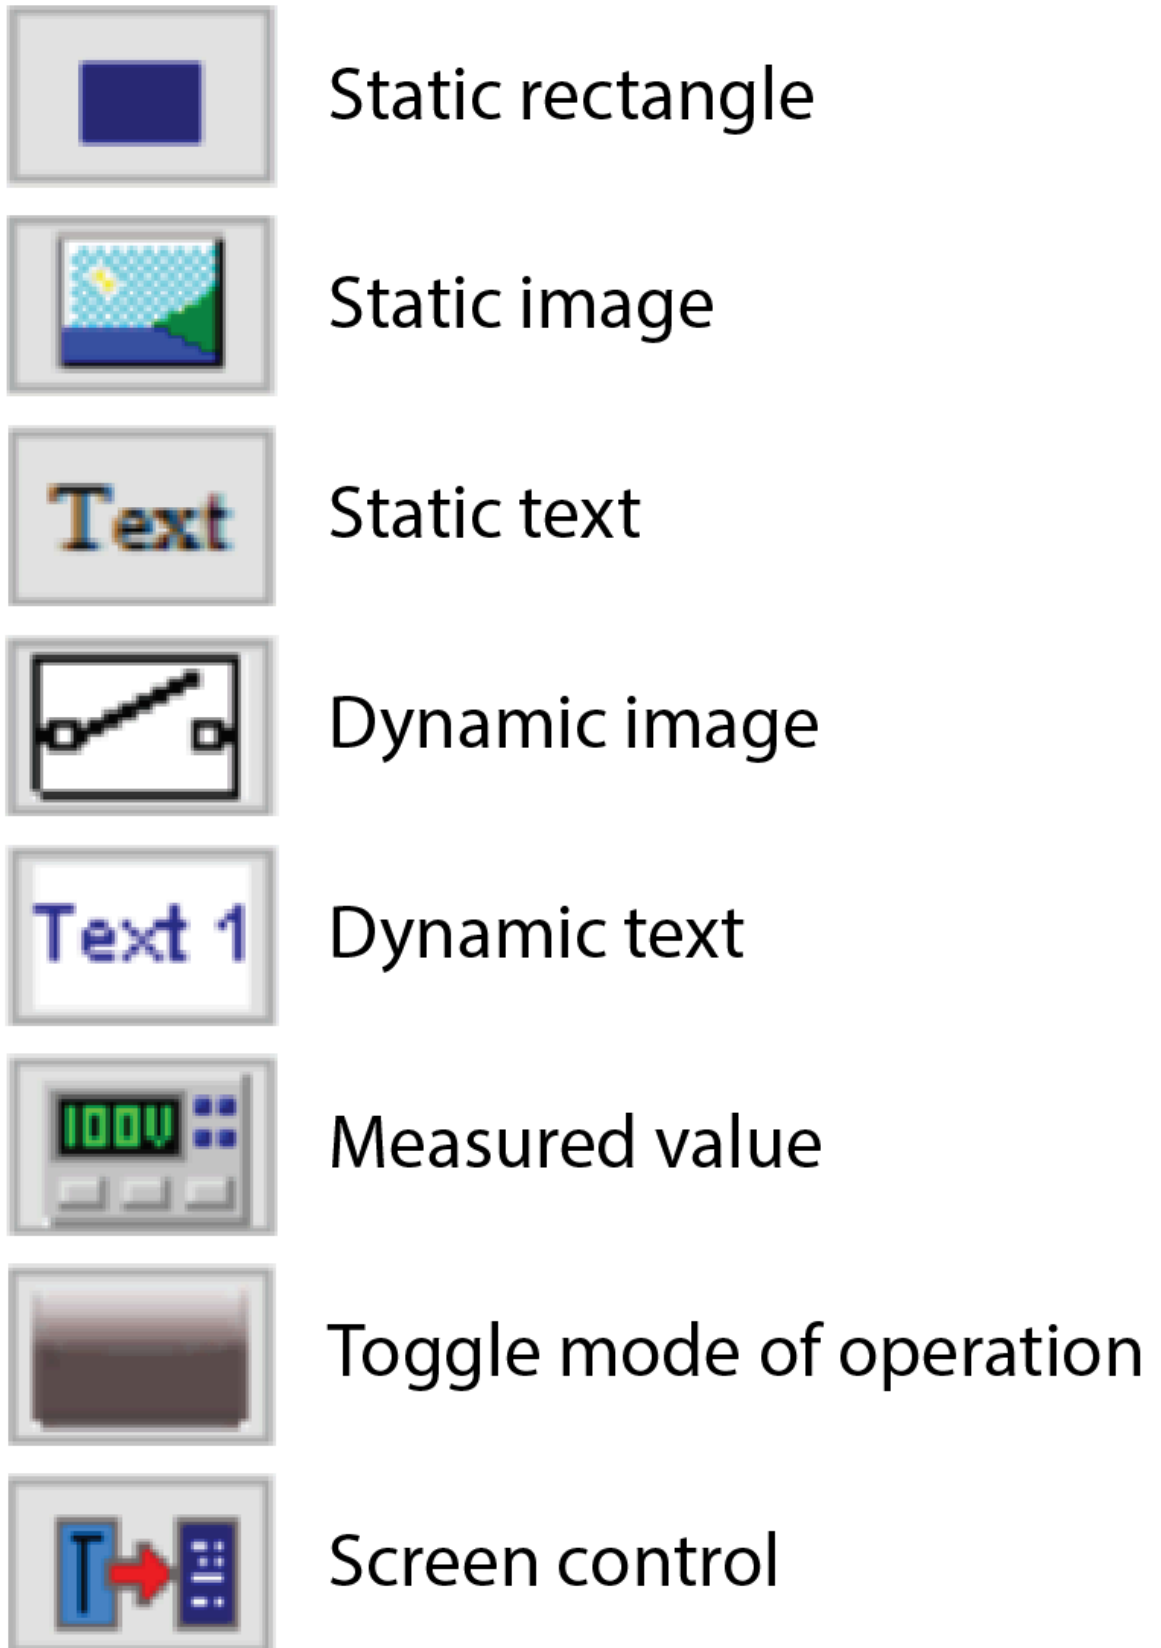 Static rectangle
Static image
Text Static text
Dynamic image
Text 1 Dynamic text
100V Measured value
Toggle mode of operation
Screen control